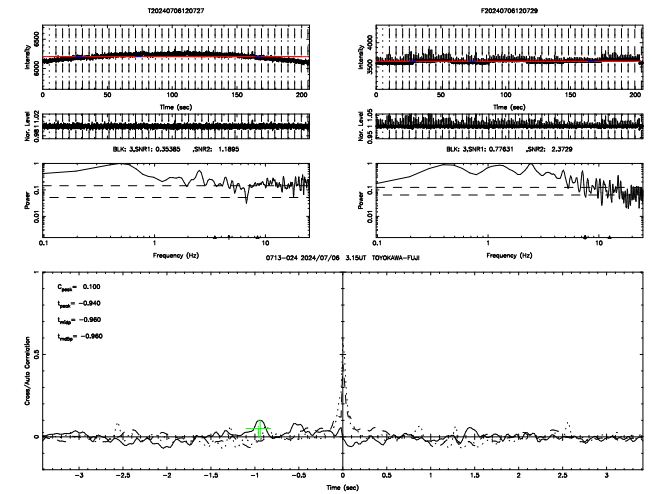 T20240706120727
F20240706120729
6500
6000
Intensity
0 50 100 150 200
Time (sec)
4000
3500
Intensity
0 50 100 150 200
Time (sec)
0.98 1.02
Nor. Level
0.95 1.05
Nor. Level
BLK: 3,SNR1: 0.35385 ,SNR2: 1.1895
BLK: 3,SNR1: 0.77631 ,SNR2: 2.3729
1
0.1
0.01
Power
0.1 1 10
Frequency (Hz)
1
0.1
0.01
Power
0.1 1 10
Frequency (Hz)
0713-024 2024/07/06 3.15UT TOYOKAWA-FUJI
Cpeak= 0.100
tpeak= -0.940
tmidp= -0.960
tmdbp= -0.960
1
0.5
0
Cross/Auto Correlation
-3 -2.5 -2 -1.5 -1 -0.5 0 0.5 1 1.5 2 2.5 3
Time (sec)